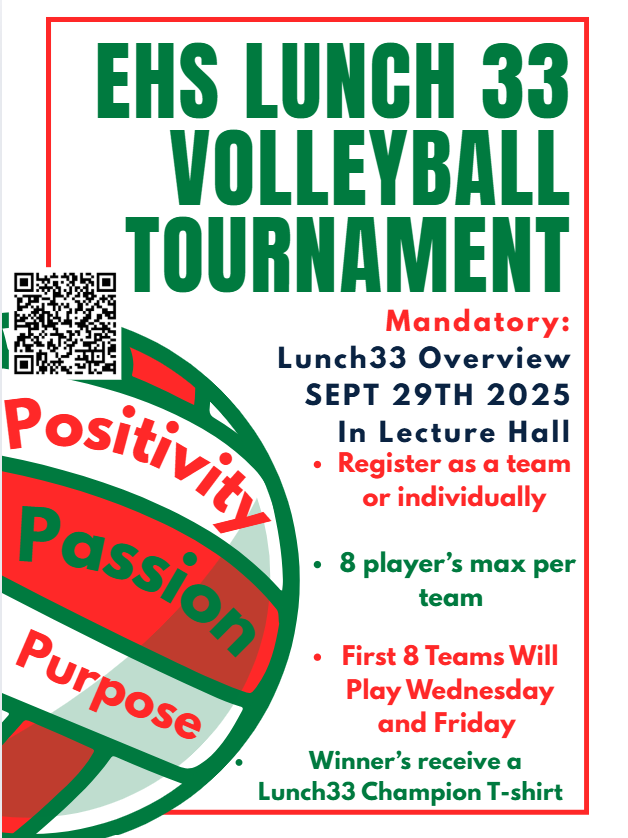 EHS LUNCH 33
VOLLEYBALL
TOURNAMENT
Mandatory:
Lunch33 Overview
SEPT 29TH 2025
In Lecture Hall
• Register as a team
or individually
• 8 player's max per
team
• First 8 Teams Will
Play Wednesday
and Friday
• Winner's receive a
Lunch33 Champion T-shirt
Positivity
Passion
Purpose